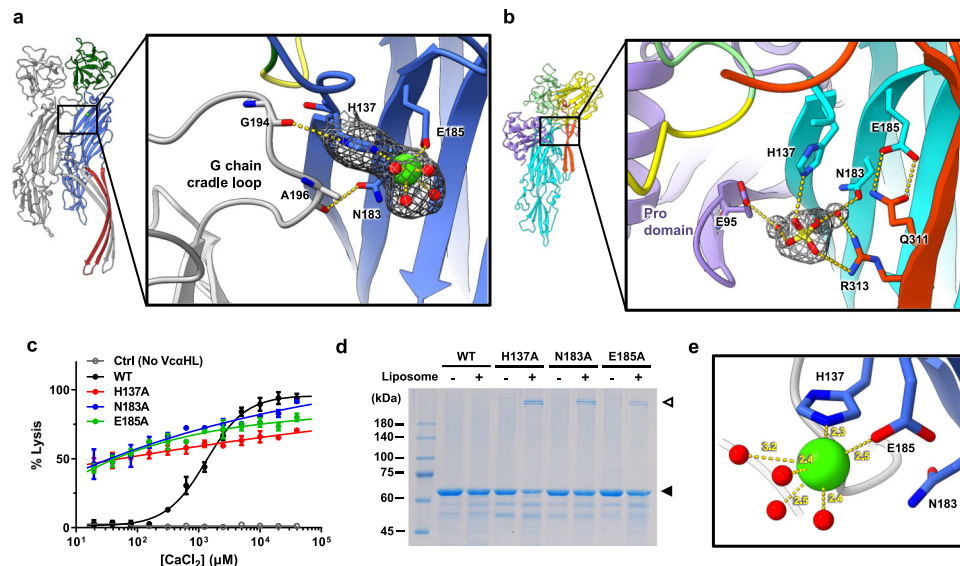 a
H137
G194
E185
G chain
cradle loop
A196
N183
b
E185
H137
N183
Pro
domain
E95
Q311
R313
c
Ctrl (No VcαHL)
WT
H137A
N183A
E185A
% Lysis
100
50
0
10¹ 10² 10³ 10⁴ 10⁵
[CaCl₂] (µM)
d
WT H137A N183A E185A
Liposome - + - + - + - +
(kDa)
180
140
100
75
60
45
e
H137
2.3
3.2
2.4
2.5
E185
2.5
2.4
N183